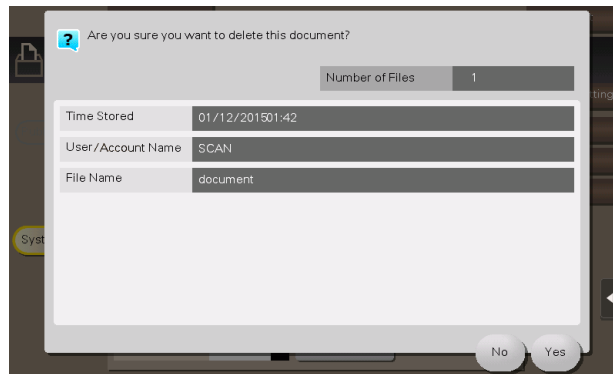 Are you sure you want to delete this document?
Number of Files 1
ting
Time Stored 01/12/201501:42
User/Account Name SCAN
File Name document
Syst
No Yes